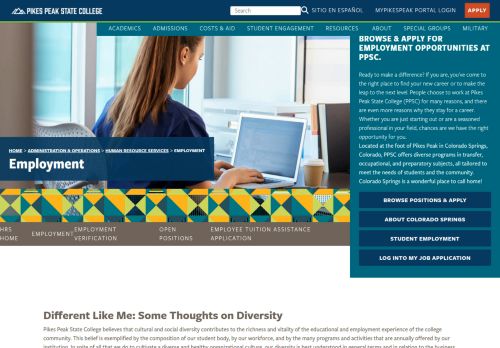 PIKES PEAK STATE COLLEGE
Search
SITIO EN ESPAÑOL
MYPIKESPEAK PORTAL LOGIN
APPLY
ACADEMICS
ADMISSIONS
COSTS & AID
STUDENT ENGAGEMENT
RESOURCES
ABOUT
SPECIAL GROUPS
MILITARY
BROWSE & APPLY FOR
EMPLOYMENT OPPORTUNITIES AT
PPSC.
Ready to make a difference? If you are, you've come to
the right place to find your new career or to make the
leap to the next level. People choose to work at Pikes
Peak State College (PPSC) for many reasons, and there
are even more reasons why they stay for a career.
Whether you are just starting out or are a seasoned
professional in your field, chances are we have the right
opportunity for you.
Located at the foot of Pikes Peak in Colorado Springs,
Colorado, PPSC offers diverse programs in transfer,
occupational, and preparatory subjects, all tailored to
meet the needs of students and the community.
Colorado Springs is a wonderful place to call home!
BROWSE POSITIONS & APPLY
ABOUT COLORADO SPRINGS
STUDENT EMPLOYMENT
LOG INTO MY JOB APPLICATION
HOME > ADMINISTRATION & OPERATIONS > HUMAN RESOURCE SERVICES > EMPLOYMENT
Employment
HRS HOME
EMPLOYMENT
EMPLOYMENT VERIFICATION
OPEN POSITIONS
EMPLOYEE TUITION ASSISTANCE APPLICATION
Different Like Me: Some Thoughts on Diversity
Pikes Peak State College believes that cultural and social diversity contributes to the richness and vitality of the educational and employment experience of the college
community. This belief is exemplified by the composition of our student body, by our workforce, and by the many programs and activities that are annually offered by our
institution. In spite of all that we do to cultivate a diverse and healthy organizational culture, our diversity is best understood in general terms and in relation to the business